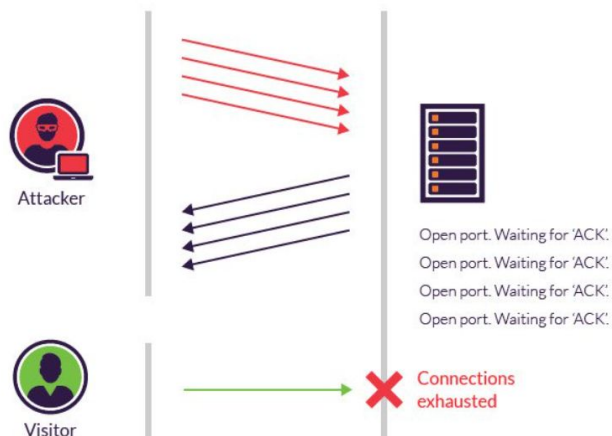 Attacker
Open port. Waiting for 'ACK'.
Open port. Waiting for 'ACK'.
Open port. Waiting for 'ACK'.
Open port. Waiting for 'ACK'.
Visitor
Connections
exhausted